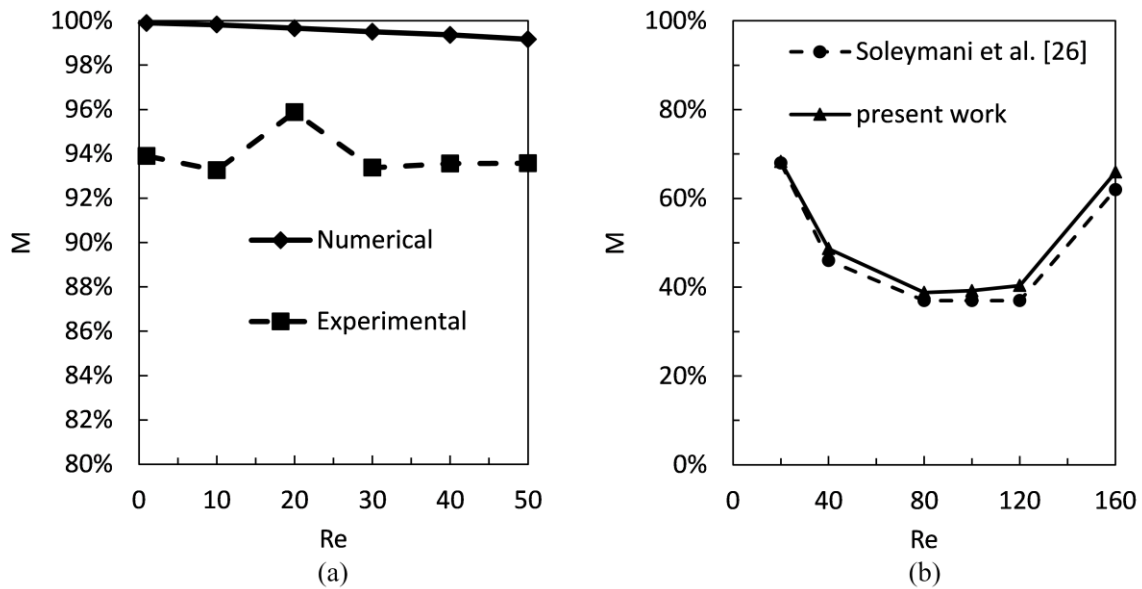 100%
98%
96%
94%
92%
90%
88%
86%
84%
82%
80%
M
Numerical
Experimental
0 10 20 30 40 50
Re
(a)
100%
80%
60%
40%
20%
0%
M
Soleymani et al. [26]
present work
0 40 80 120 160
Re
(b)